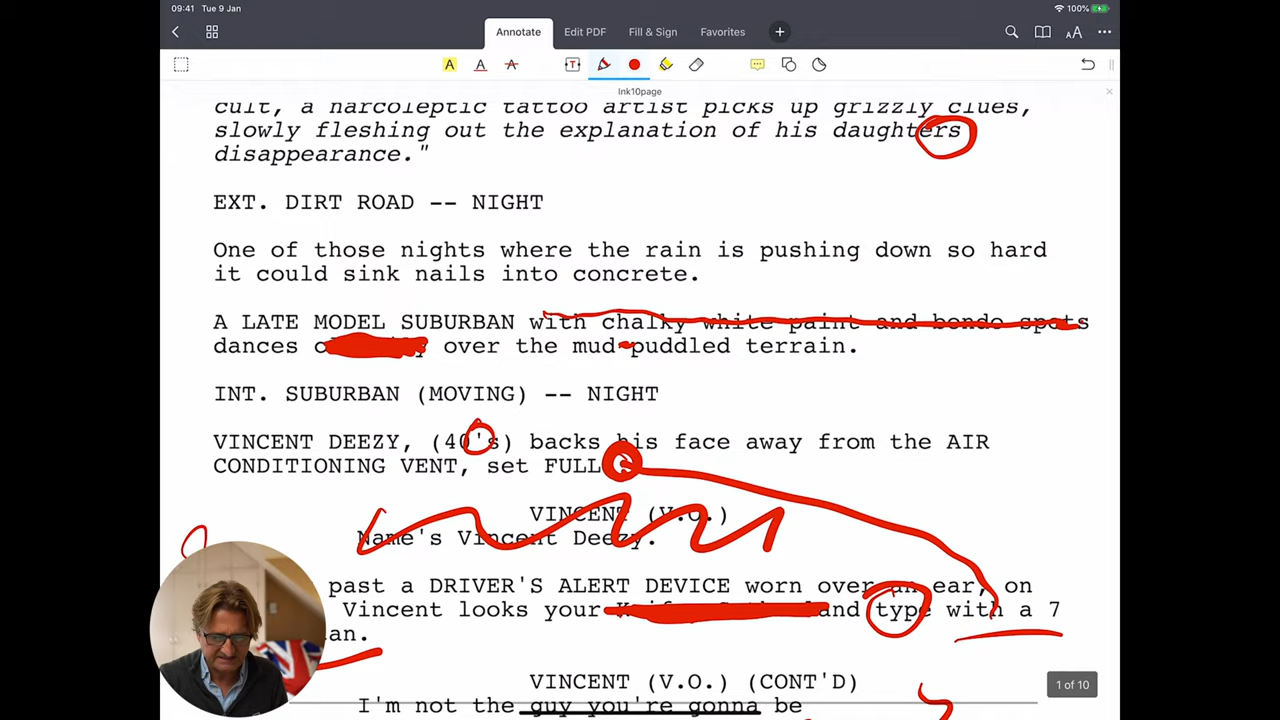 09:41 Tue 9 Jan
100%
Annotate
Edit PDF
Fill & Sign
Favorites
Ink10page
cult, a narcoleptic tattoo artist picks up grizzly clues,
slowly fleshing out the explanation of his daughters
disappearance."
EXT. DIRT ROAD -- NIGHT
One of those nights where the rain is pushing down so hard
it could sink nails into concrete.
A LATE MODEL SUBURBAN with chalky white paint and bondo spots
dances over the mud puddled terrain.
INT. SUBURBAN (MOVING) -- NIGHT
VINCENT DEEZY, (40's) backs his face away from the AIR
CONDITIONING VENT, set FULL
VINCENT (V.O.)
Name's Vincent Deezy.
past a DRIVER'S ALERT DEVICE worn over an ear, on
Vincent looks your and type with a 7
VINCENT (V.O.) (CONT'D)
I'm not the guy you're gonna be
1 of 10